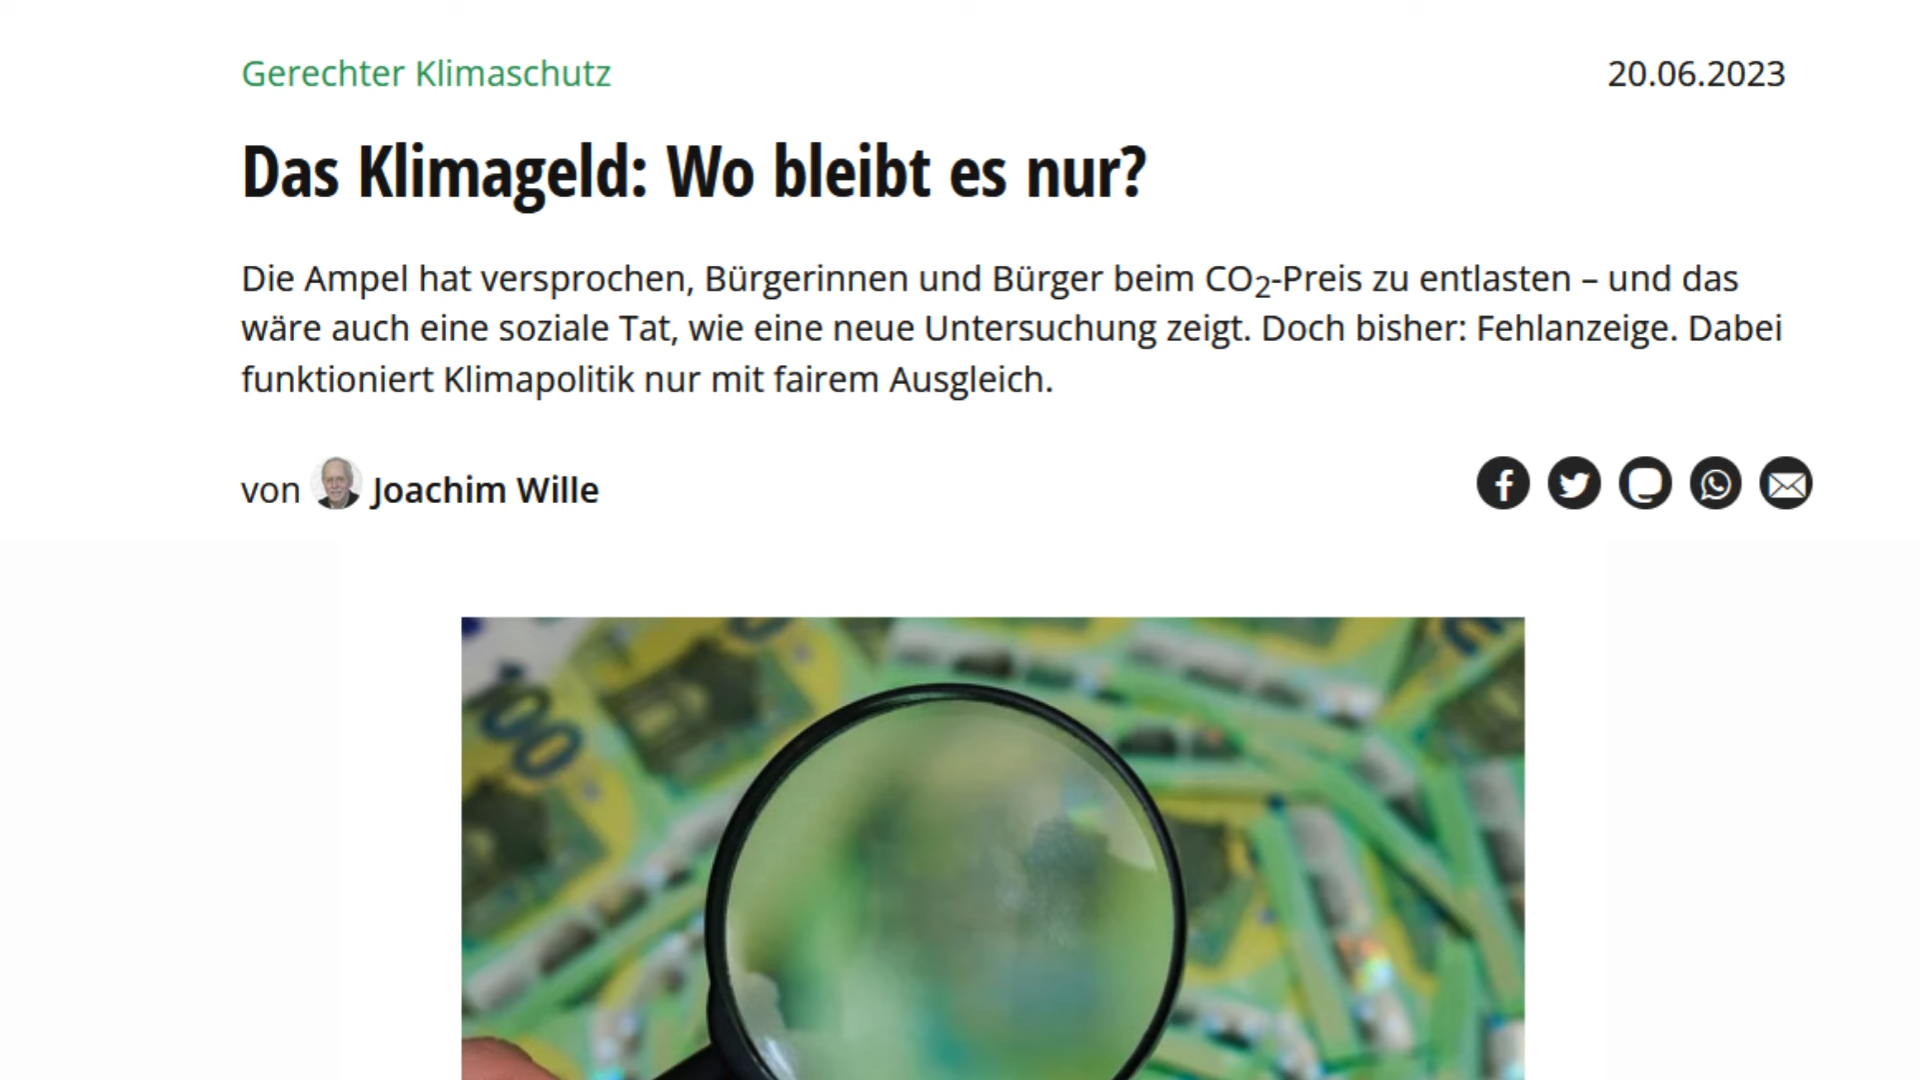 Gerechter Klimaschutz
20.06.2023
Das Klimageld: Wo bleibt es nur?
Die Ampel hat versprochen, Bürgerinnen und Bürger beim CO₂-Preis zu entlasten – und das
wäre auch eine soziale Tat, wie eine neue Untersuchung zeigt. Doch bisher: Fehlanzeige. Dabei
funktioniert Klimapolitik nur mit fairem Ausgleich.
von Joachim Wille
00